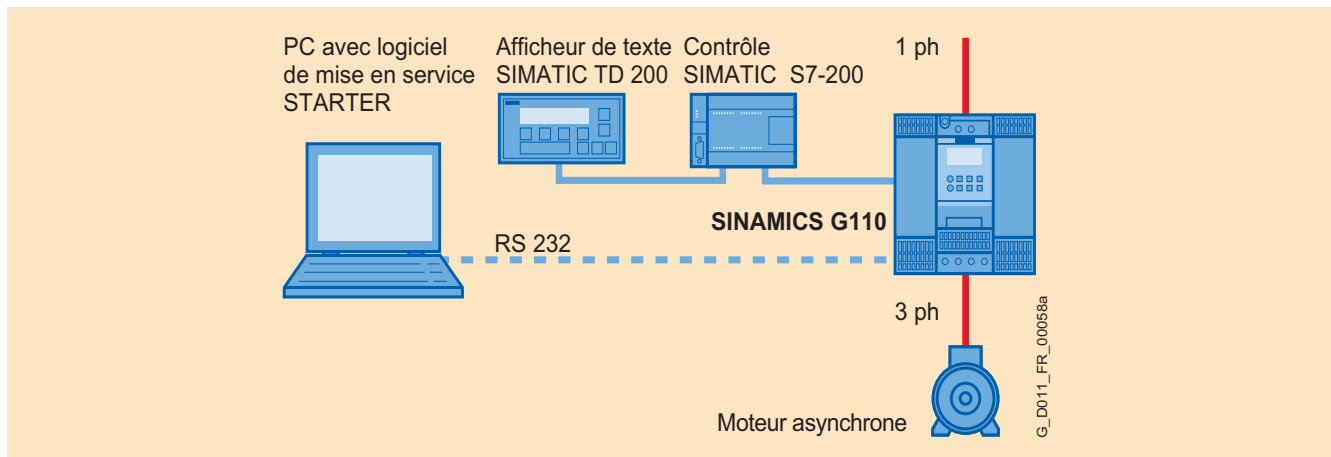 PC avec logiciel
de mise en service
STARTER
Afficheur de texte
SIMATIC TD 200
Contrôle
SIMATIC S7-200
1 ph
SINAMICS G110
RS 232
3 ph
Moteur asynchrone
G_D011_FR_00058a